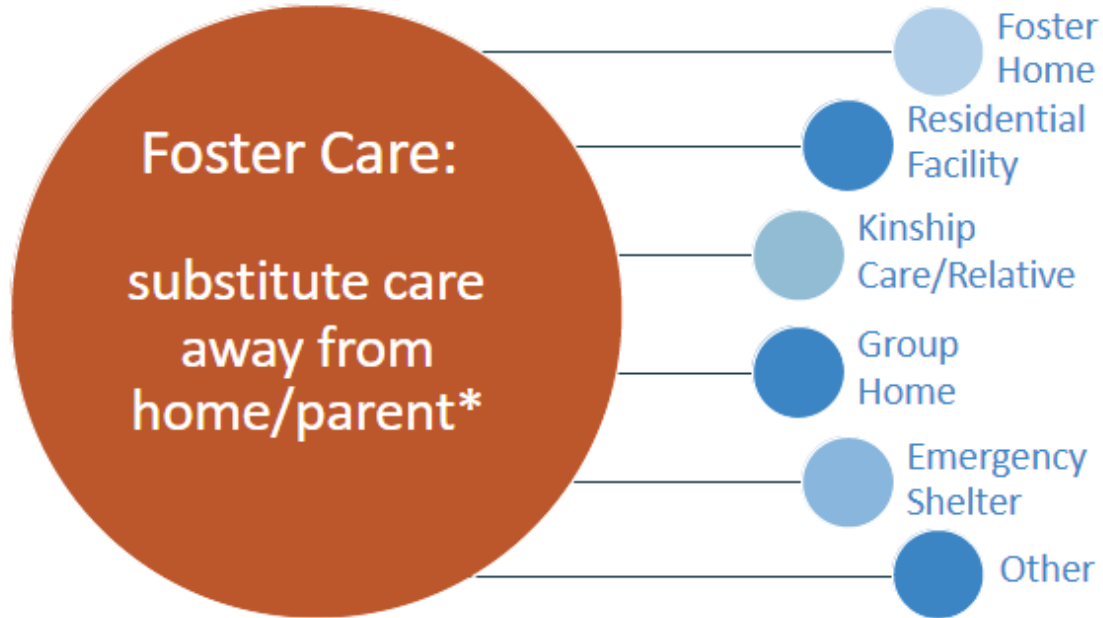 Foster Care:
substitute care
away from
home/parent*
Foster
Home
Residential
Facility
Kinship
Care/Relative
Group
Home
Emergency
Shelter
Other